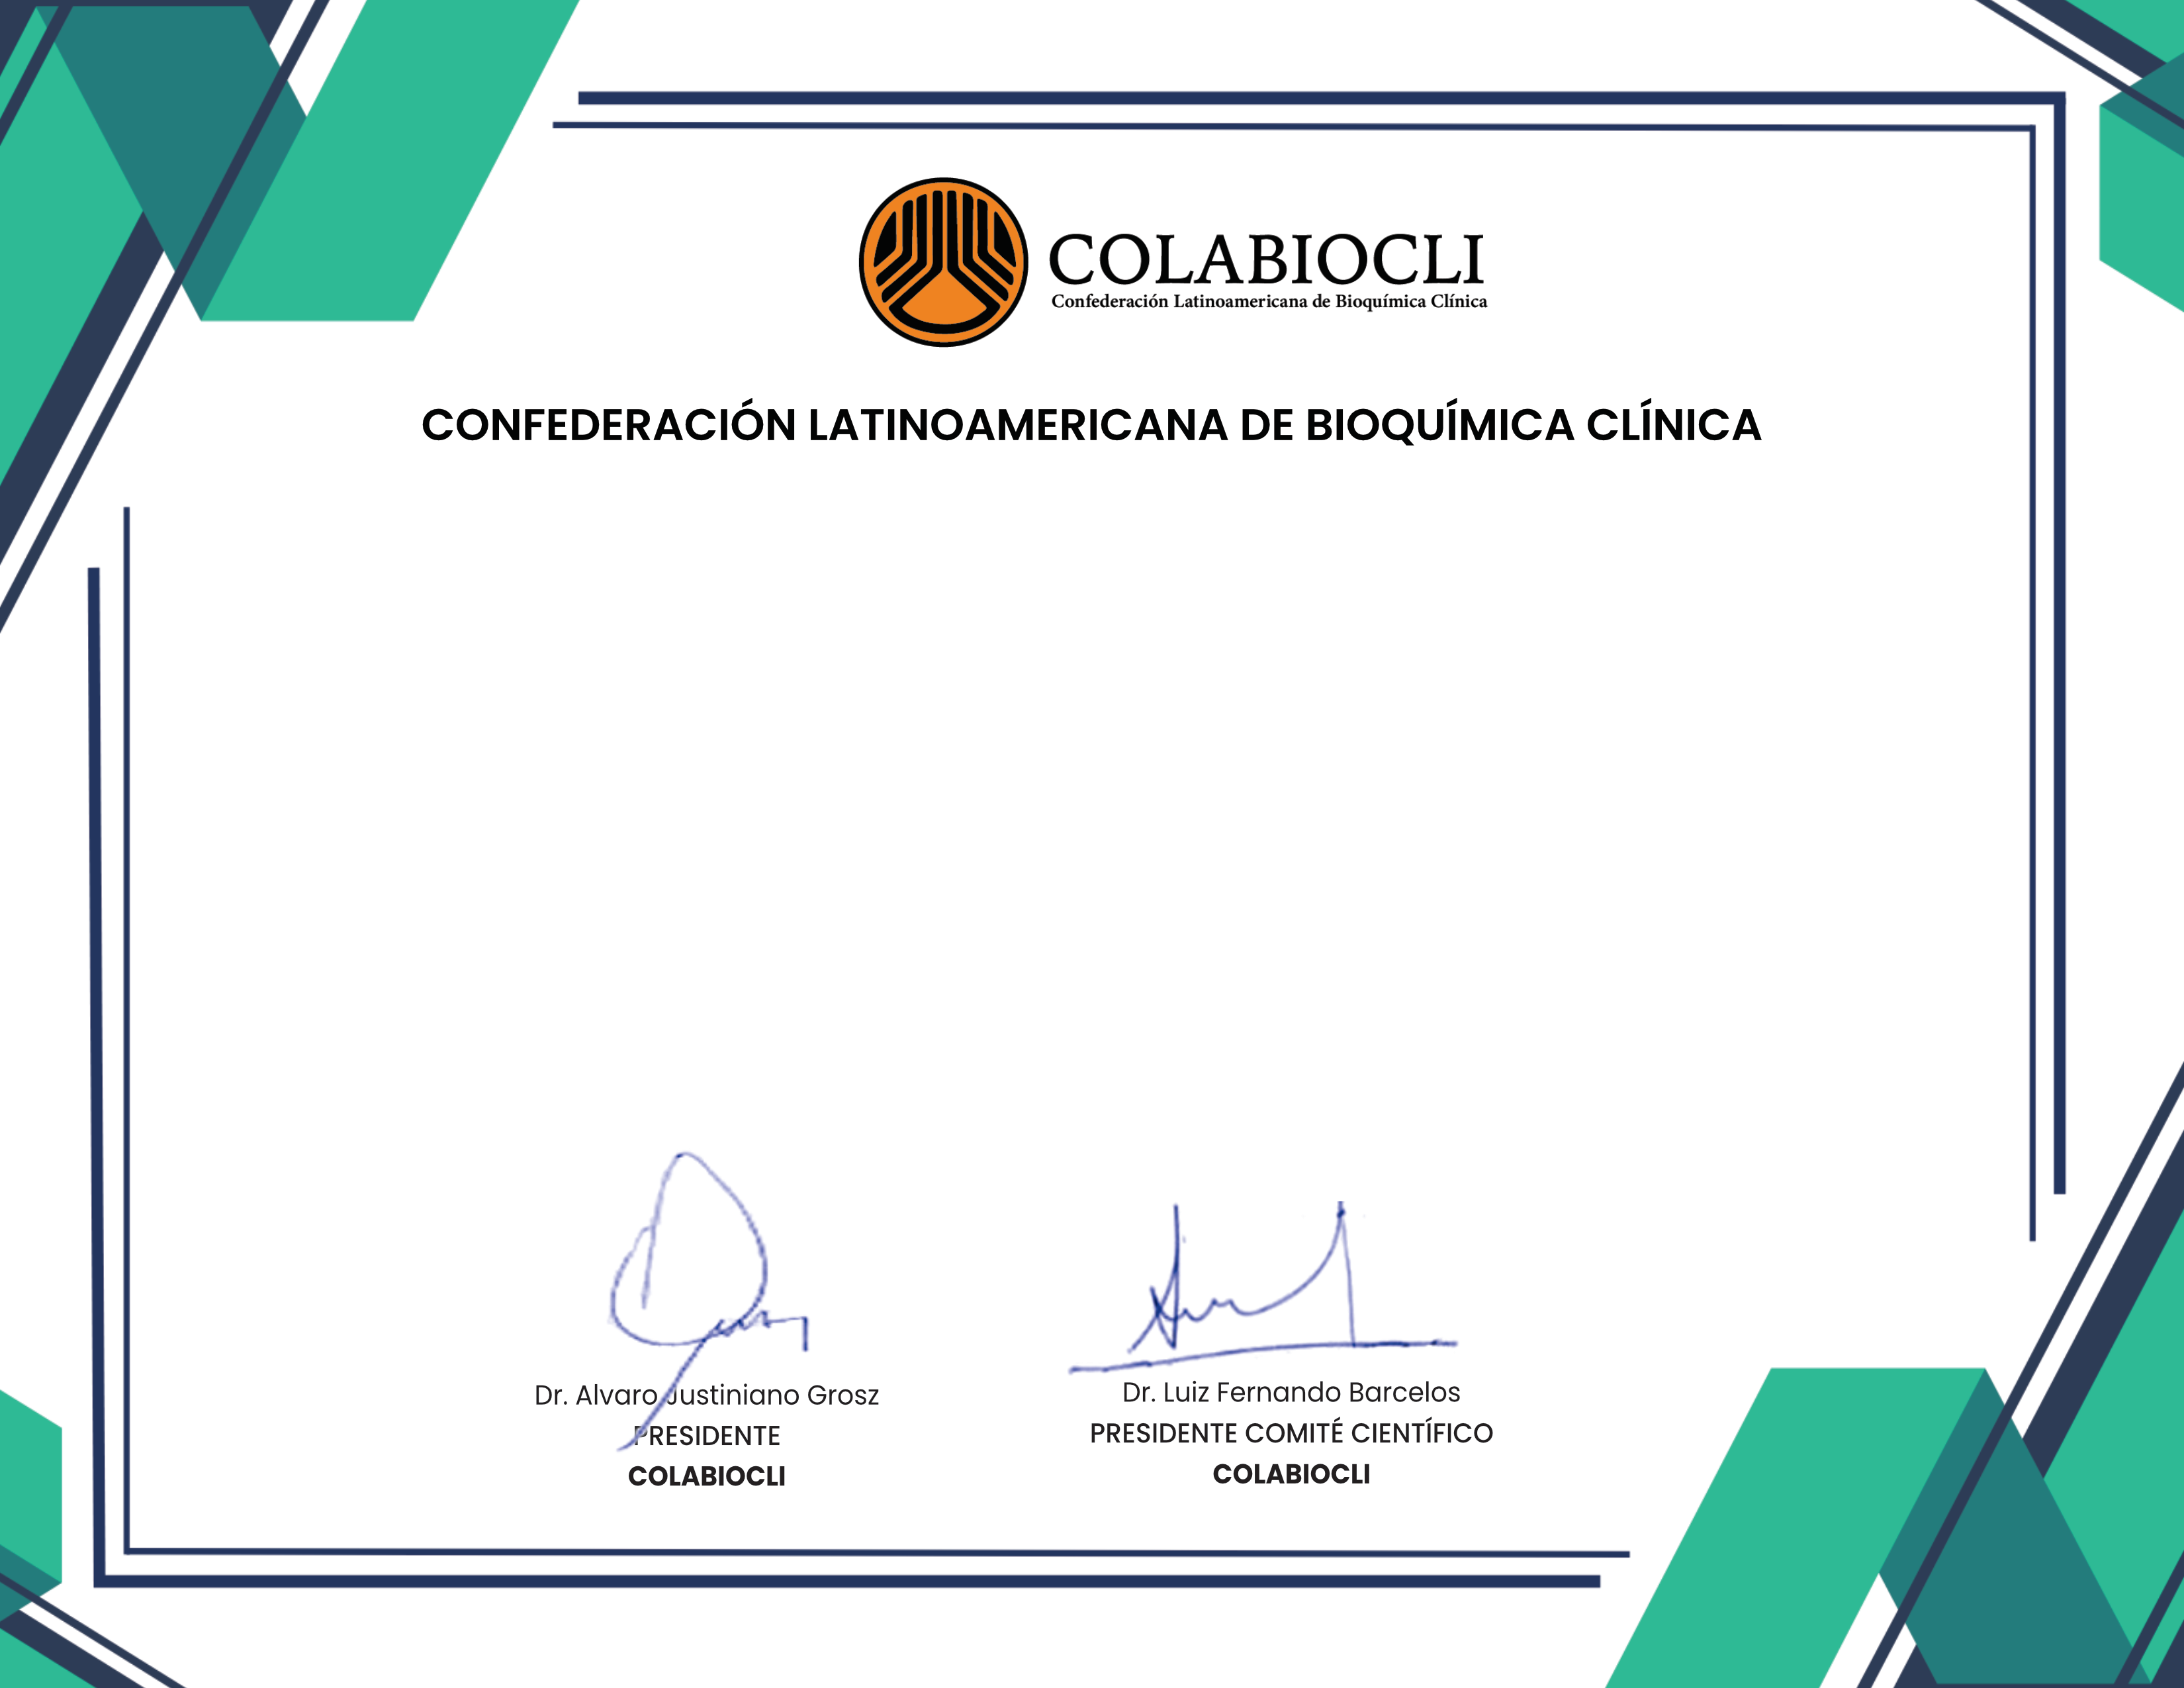 COLABIOCLI
Confederación Latinoamericana de Bioquímica Clínica
CONFEDERACIÓN LATINOAMERICANA DE BIOQUÍMICA CLÍNICA
Dr. Alvaro Justiniano Grosz
PRESIDENTE
COLABIOCLI
Dr. Luiz Fernando Barcelos
PRESIDENTE COMITÉ CIENTÍFICO
COLABIOCLI